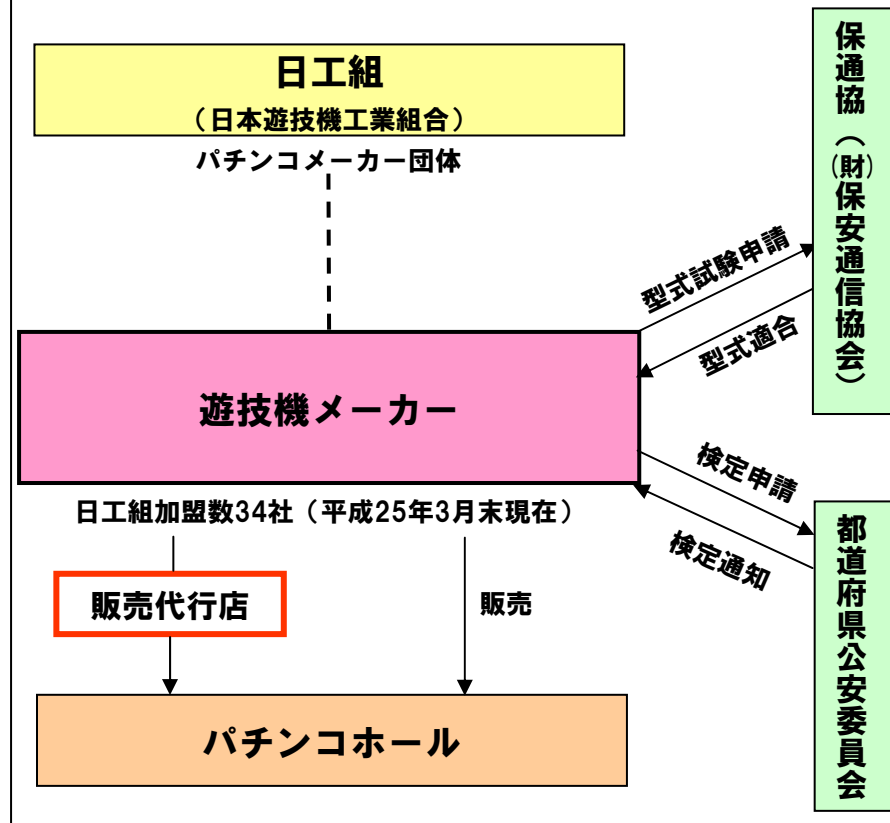 日工組
（日本遊技機工業組合）
パチンコメーカー団体
保通協（(財)保安通信協会）
型式試験申請
型式適合
遊技機メーカー
検定申請
検定通知
日工組加盟数34社（平成25年3月末現在）
販売代行店
販売
都道府県公安委員会
パチンコホール